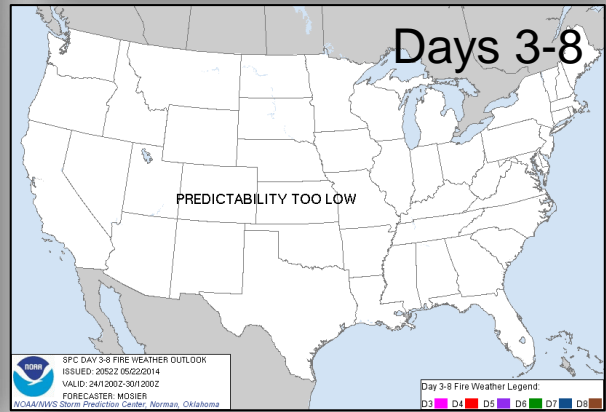 Days 3-8
PREDICTABILITY TOO LOW
NOAA
SPC DAY 3-8 FIRE WEATHER OUTLOOK
ISSUED: 2052Z 05/22/2014
VALID: 24/1200Z-30/1200Z
FORECASTER: MOSIER
NOAA/NWS Storm Prediction Center, Norman, Oklahoma
Day 3-8 Fire Weather Legend:
D3 D4 D5 D6 D7 D8